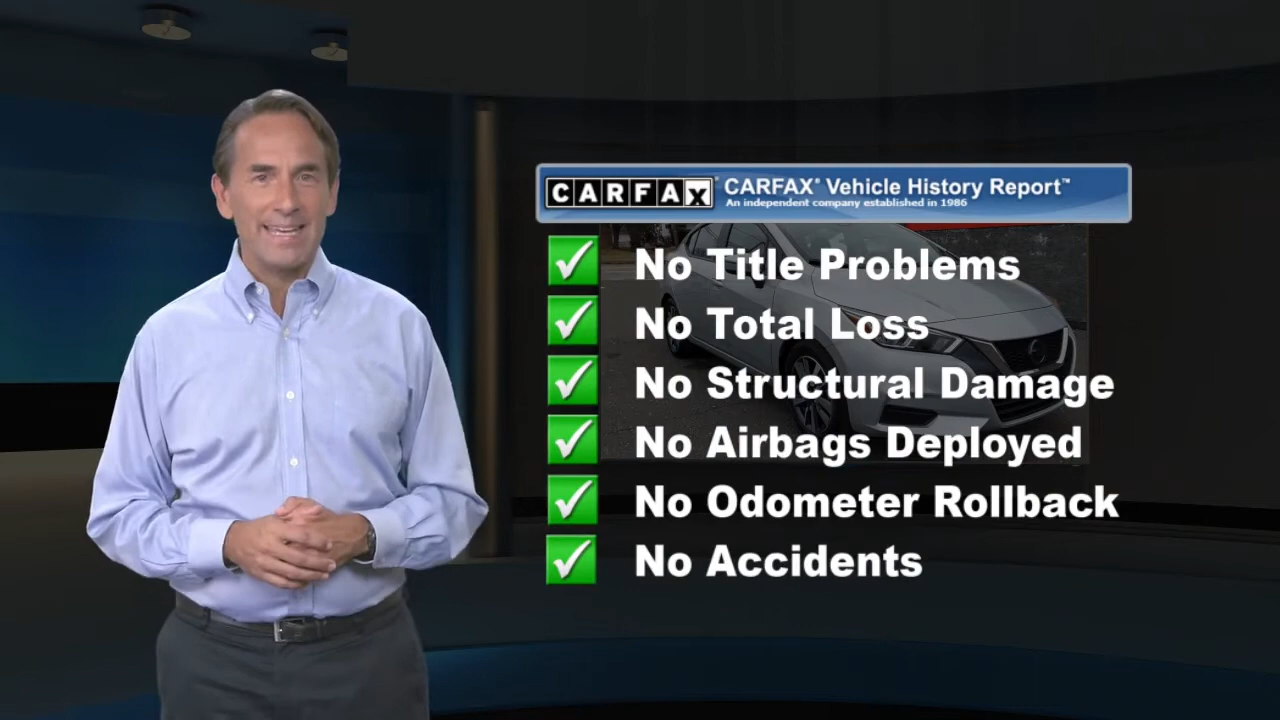 CARFAX® CARFAX® Vehicle History Report™
An independent company established in 1986
No Title Problems
No Total Loss
No Structural Damage
No Airbags Deployed
No Odometer Rollback
No Accidents